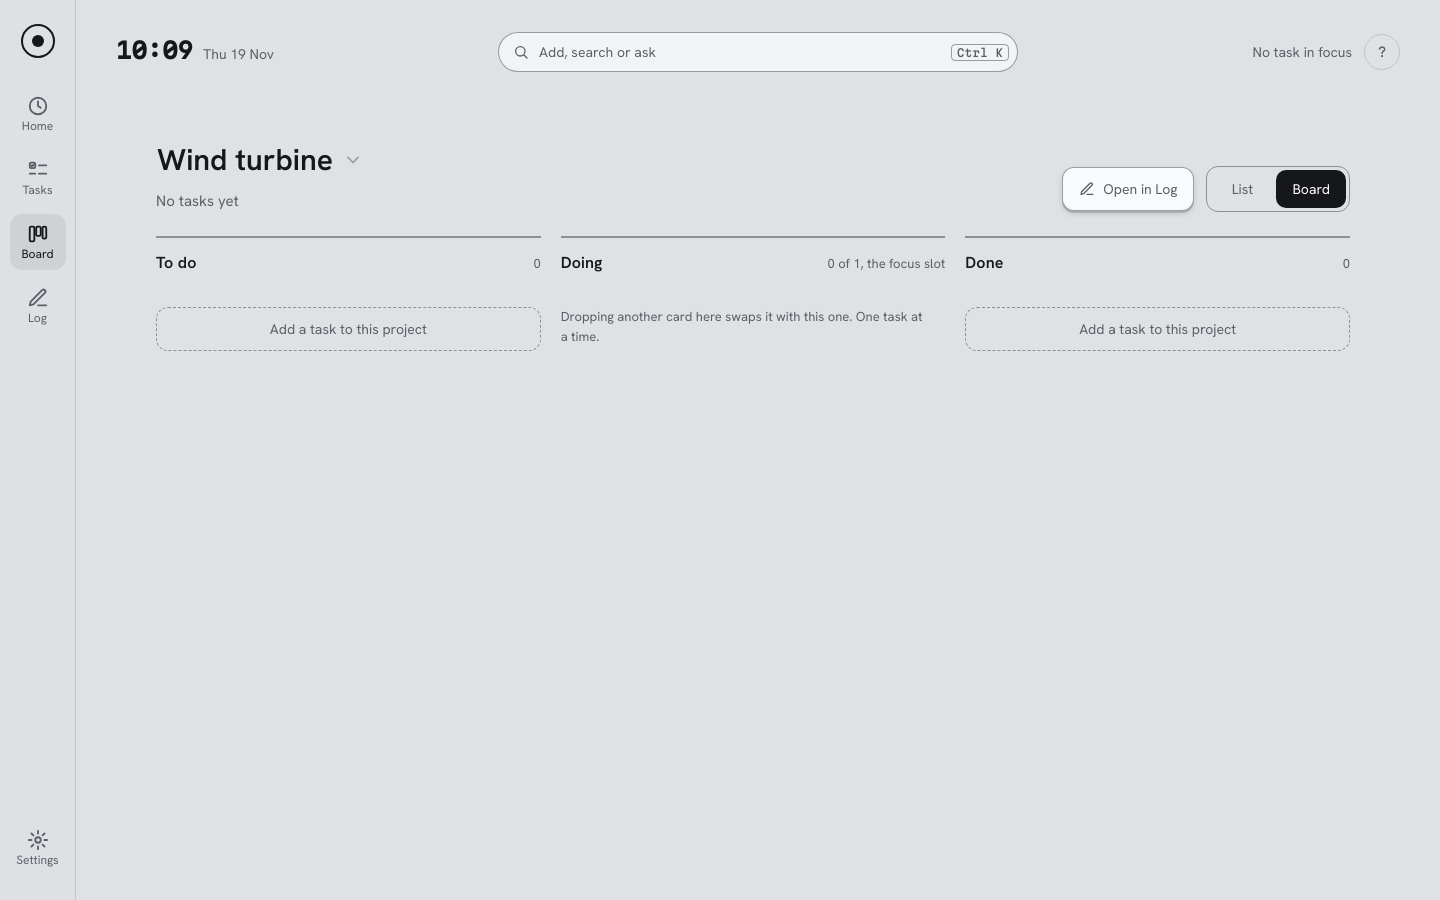 10:09 Thu 19 Nov
Add, search or ask
Ctrl K
No task in focus
?
Home
Tasks
Board
Log
Settings
Wind turbine
No tasks yet
Open in Log
List
Board
To do
0
Doing
0 of 1, the focus slot
Done
0
Add a task to this project
Dropping another card here swaps it with this one. One task at
a time.
Add a task to this project